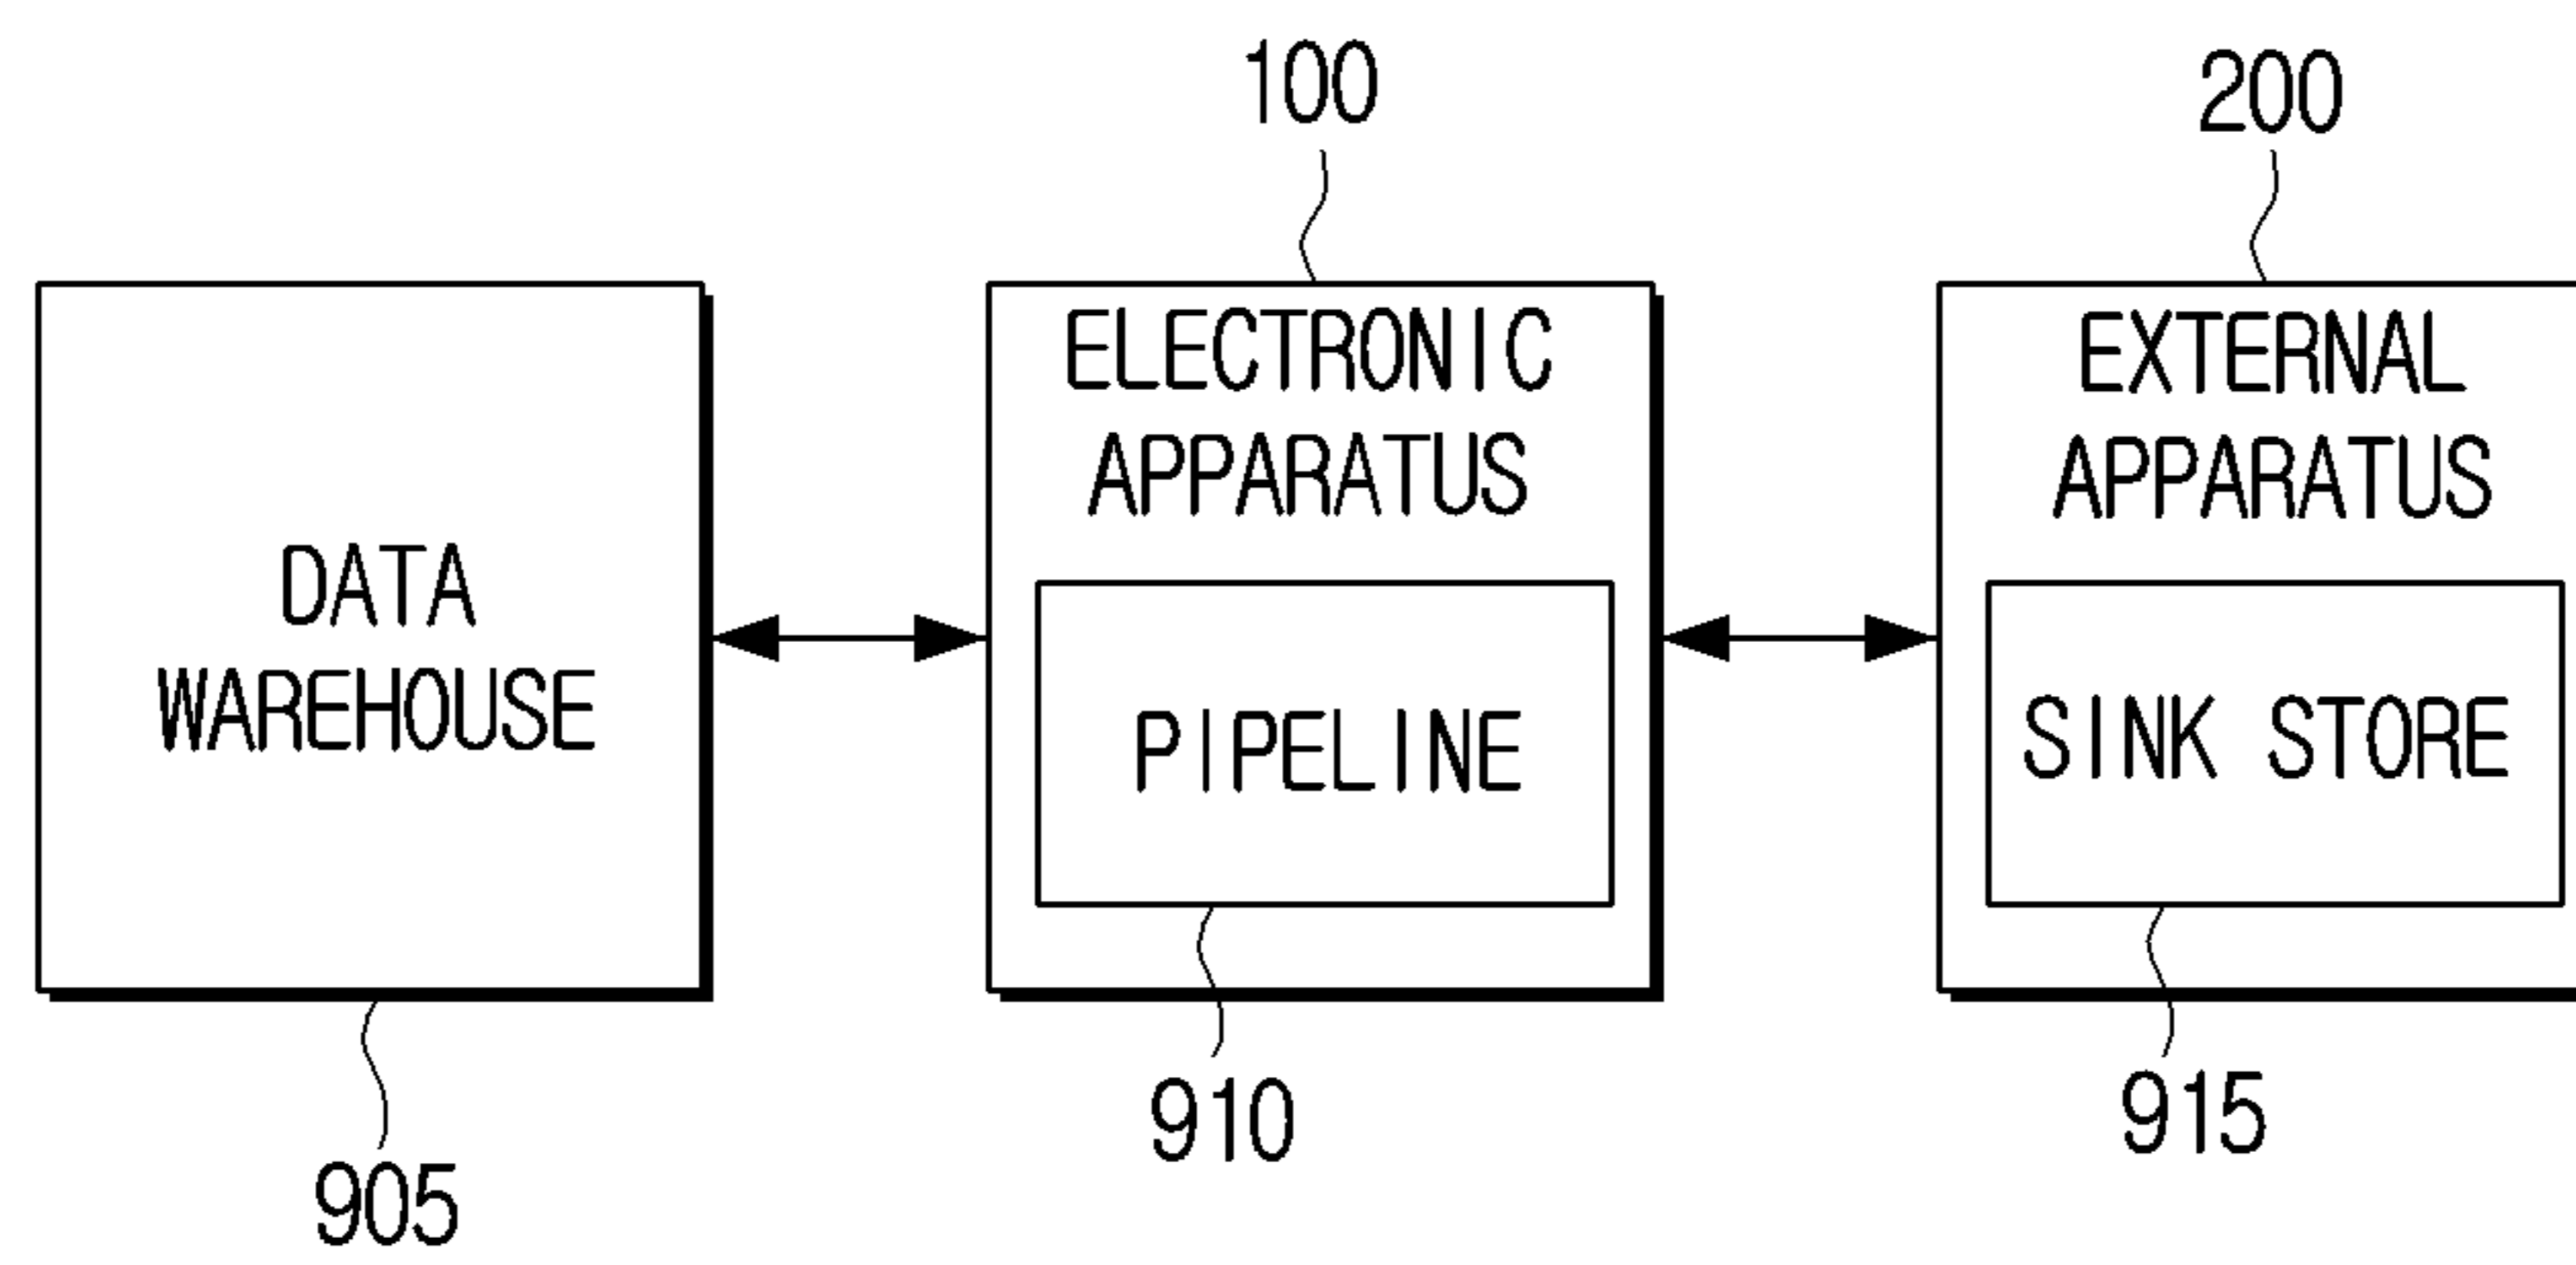 100
200
ELECTRONIC
APPARATUS
EXTERNAL
APPARATUS
DATA
WAREHOUSE
PIPELINE
SINK STORE
910
915
905